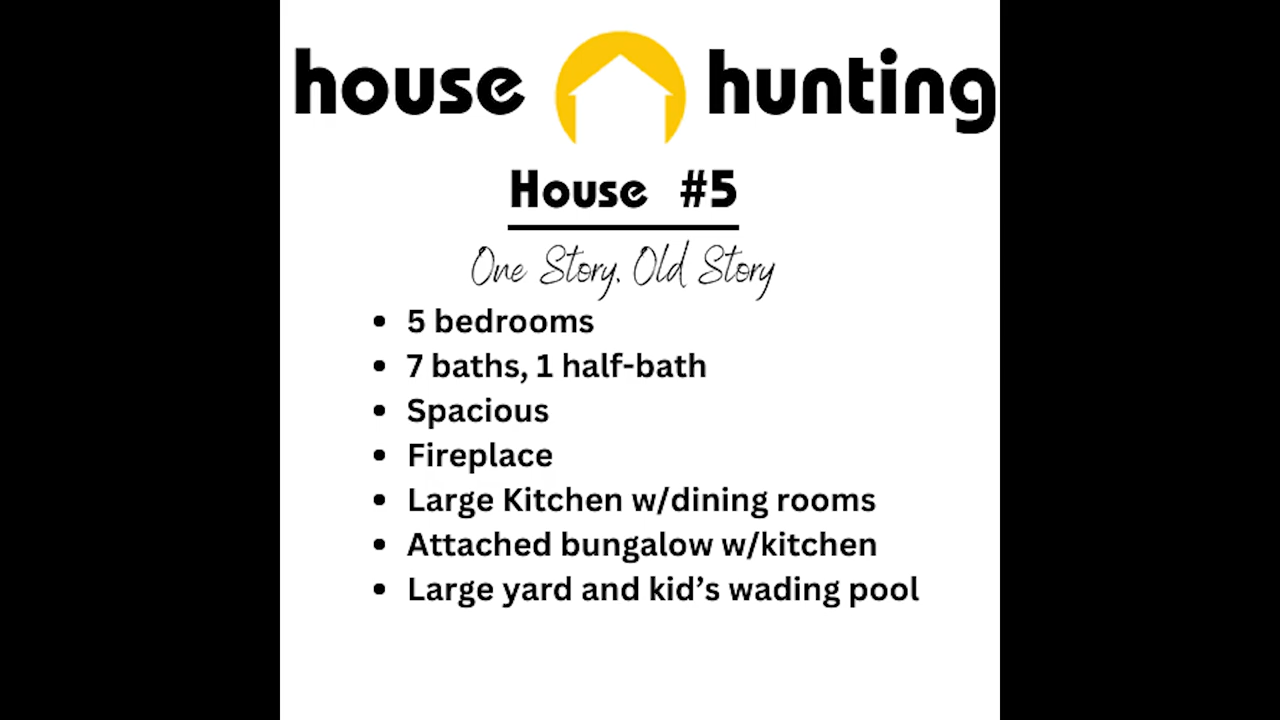 house hunting
House #5
One Story, Old Story
• 5 bedrooms
• 7 baths, 1 half-bath
• Spacious
• Fireplace
• Large Kitchen w/dining rooms
• Attached bungalow w/kitchen
• Large yard and kid’s wading pool